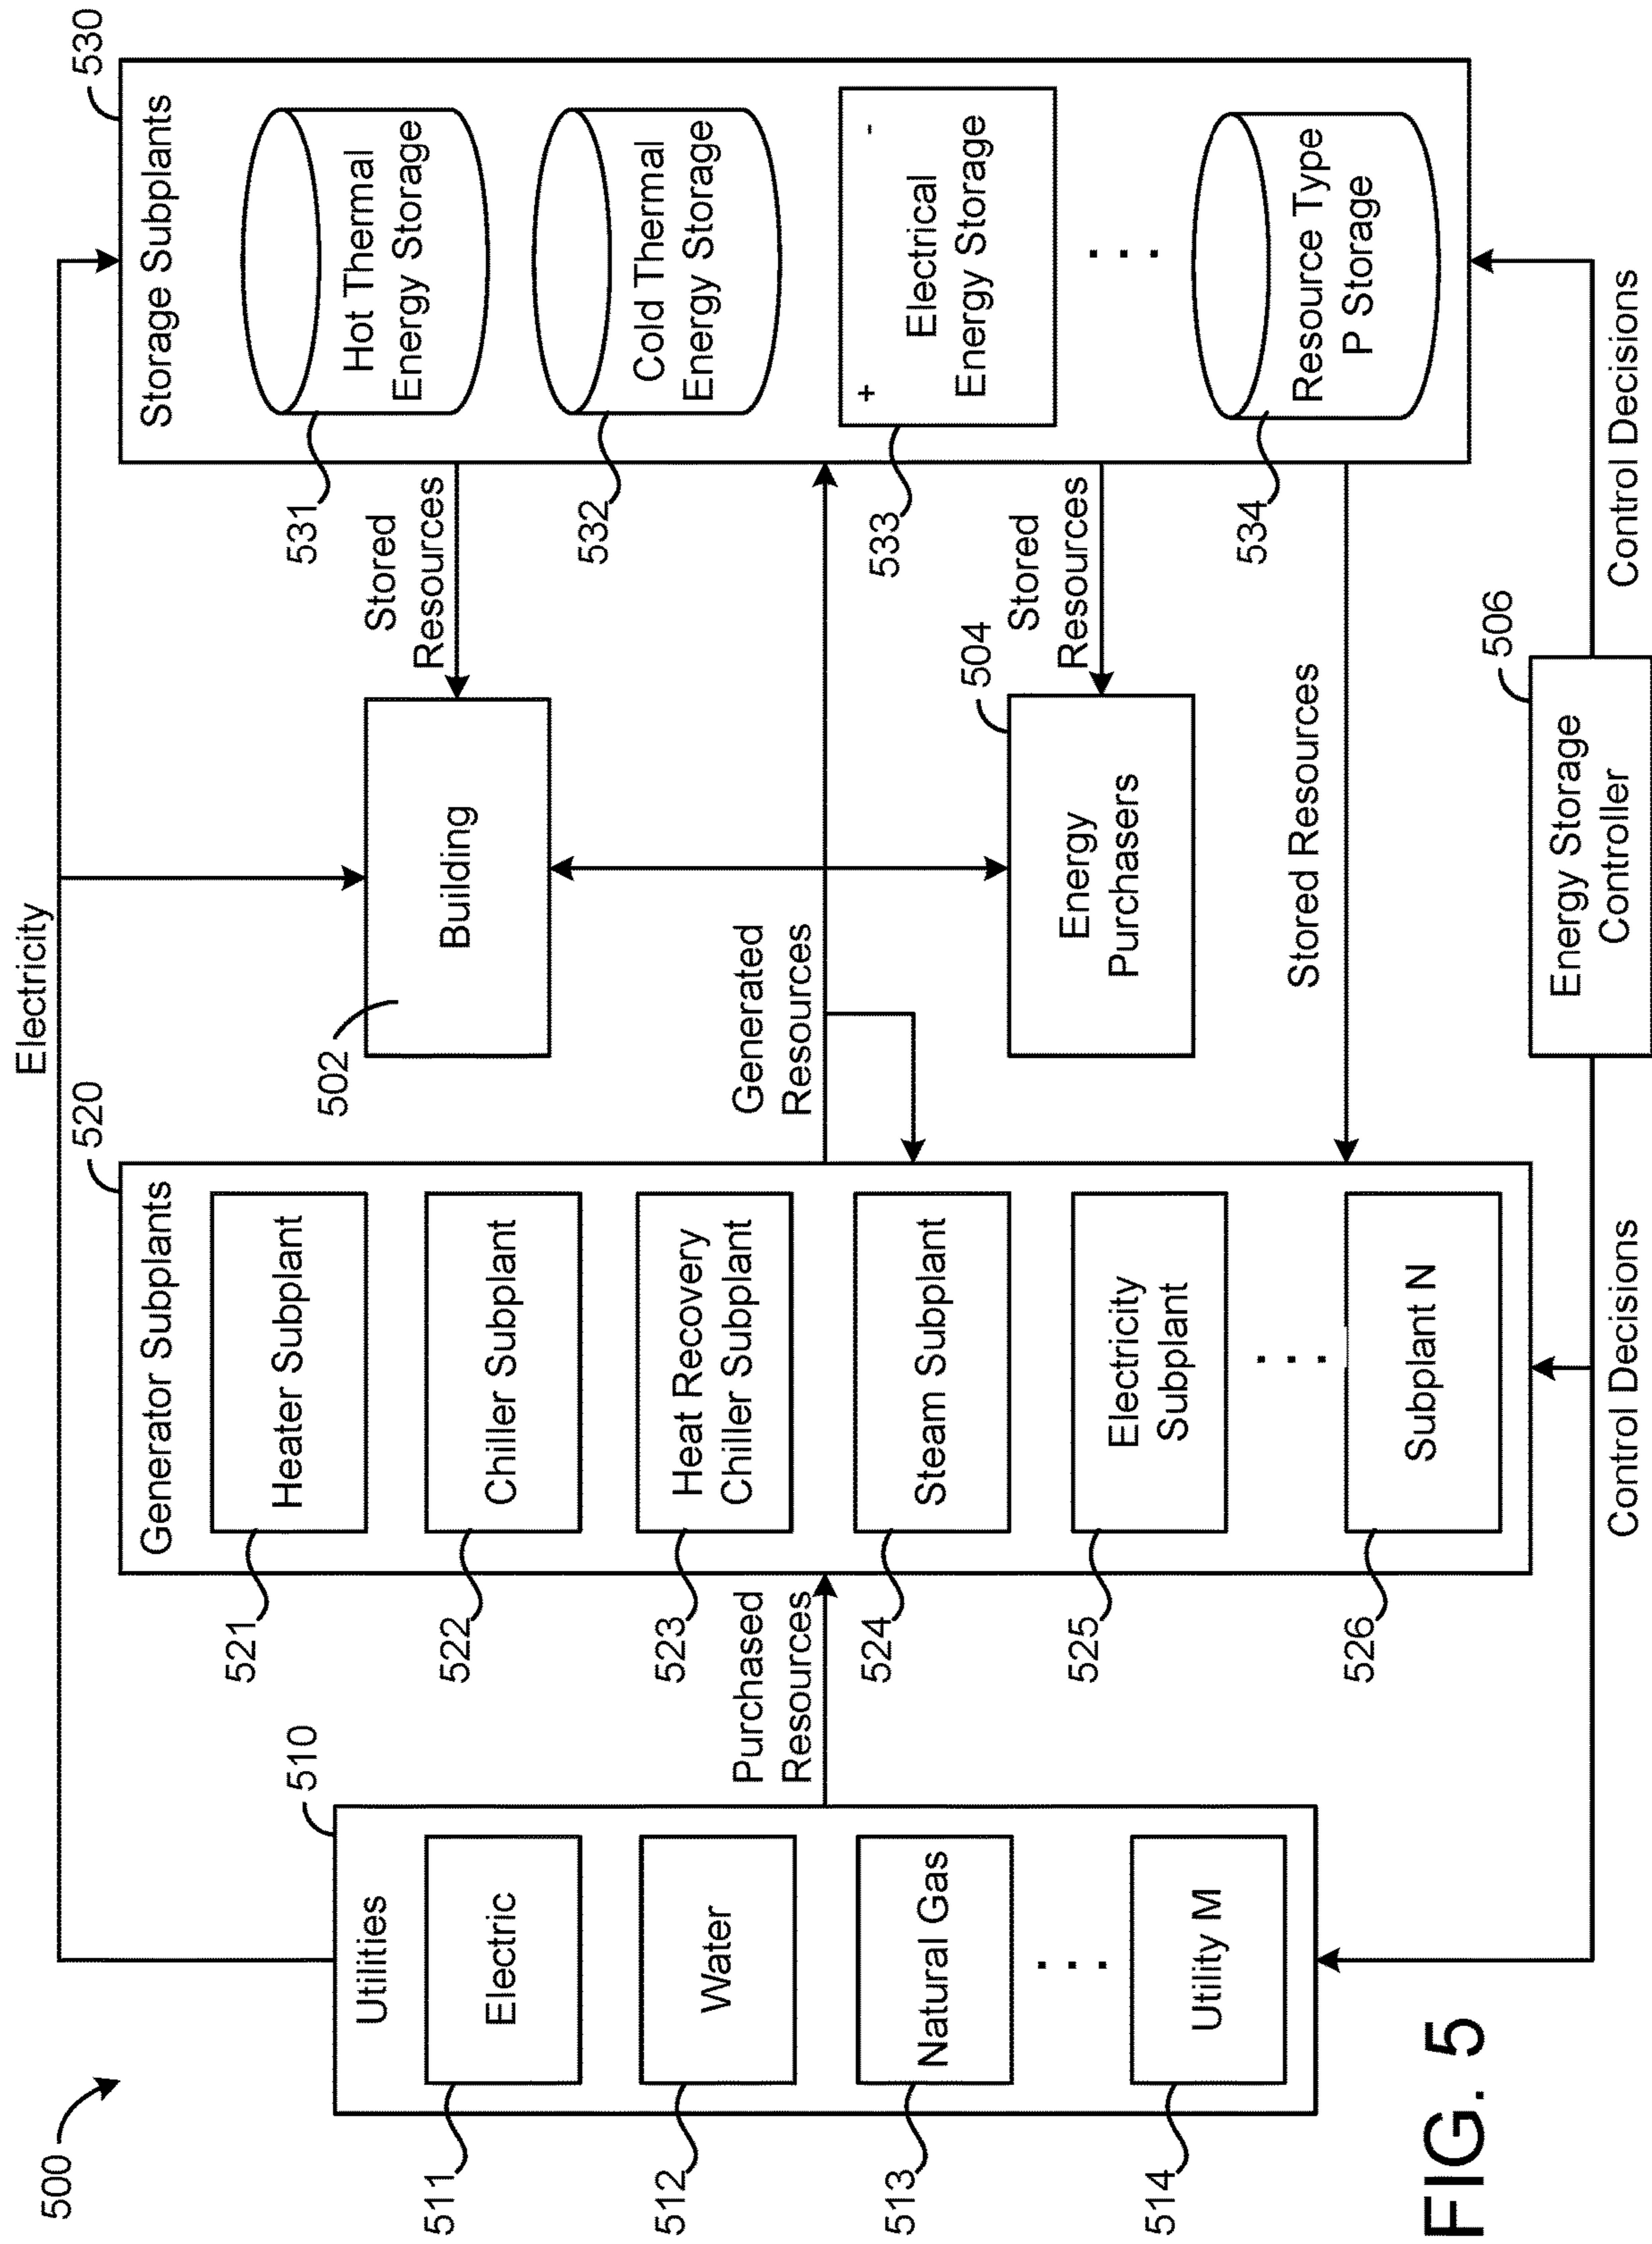 500
Electricity
Utilities
510
511
Electric
512
Water
513
Natural Gas
. . .
514
Utility M
Purchased
Resources
Generator Subplants
520
521
Heater Subplant
522
Chiller Subplant
523
Heat Recovery
Chiller Subplant
524
Steam Subplant
525
Electricity
Subplant
. . .
526
Subplant N
Generated
Resources
502
Building
504
Energy
Purchasers
Stored
Resources
Stored
Resources
Stored Resources
Storage Subplants
530
531
Hot Thermal
Energy Storage
532
Cold Thermal
Energy Storage
533
+ -
Electrical
Energy Storage
. . .
534
Resource Type
P Storage
506
Energy Storage
Controller
Control Decisions
Control Decisions
FIG. 5